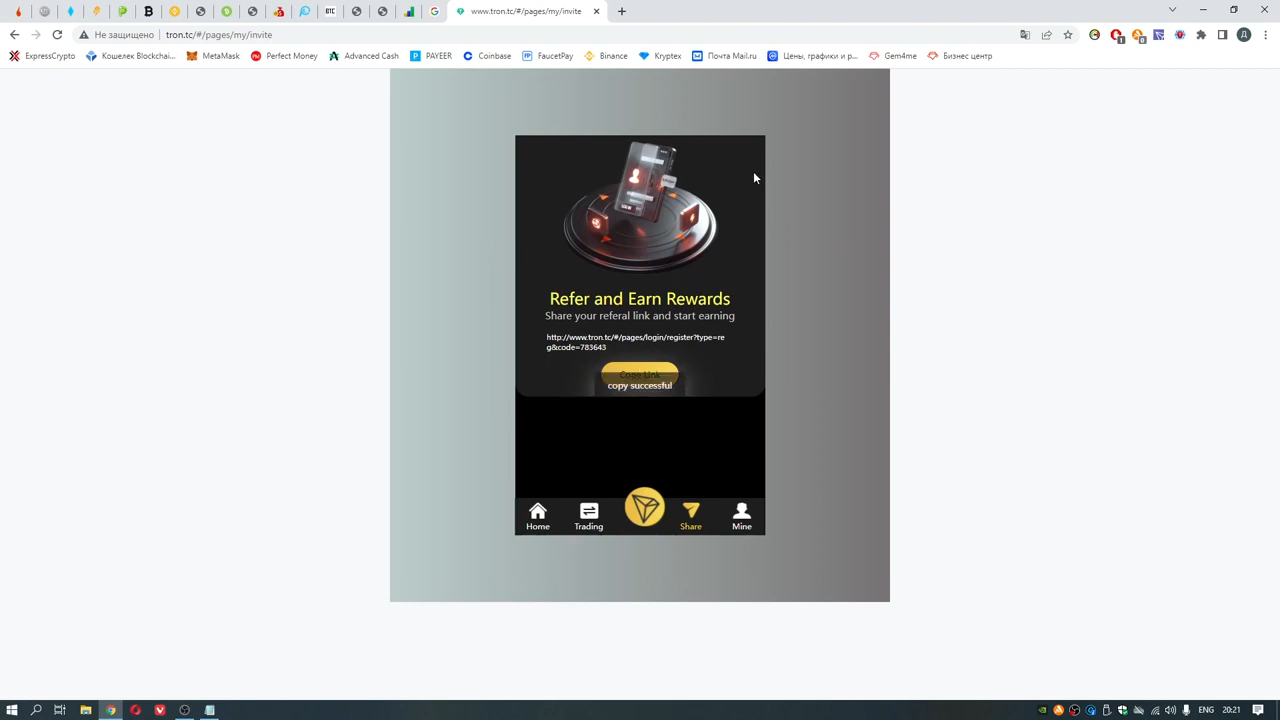 www.tron.tc/#/pages/my/invite
Не защищено
tron.tc/#/pages/my/invite
ExpressCrypto
Кошелек Blockchai...
MetaMask
Perfect Money
Advanced Cash
PAYEER
Coinbase
FaucetPay
Binance
Kryptex
Почта Mail.ru
Цены, графики и р...
Gem4me
Бизнес центр
Refer and Earn Rewards
Share your referal link and start earning
http://www.tron.tc/#/pages/login/register?type=re
g&code=783643
Copy Link
copy successful
Home
Trading
Share
Mine
ENG
20:21